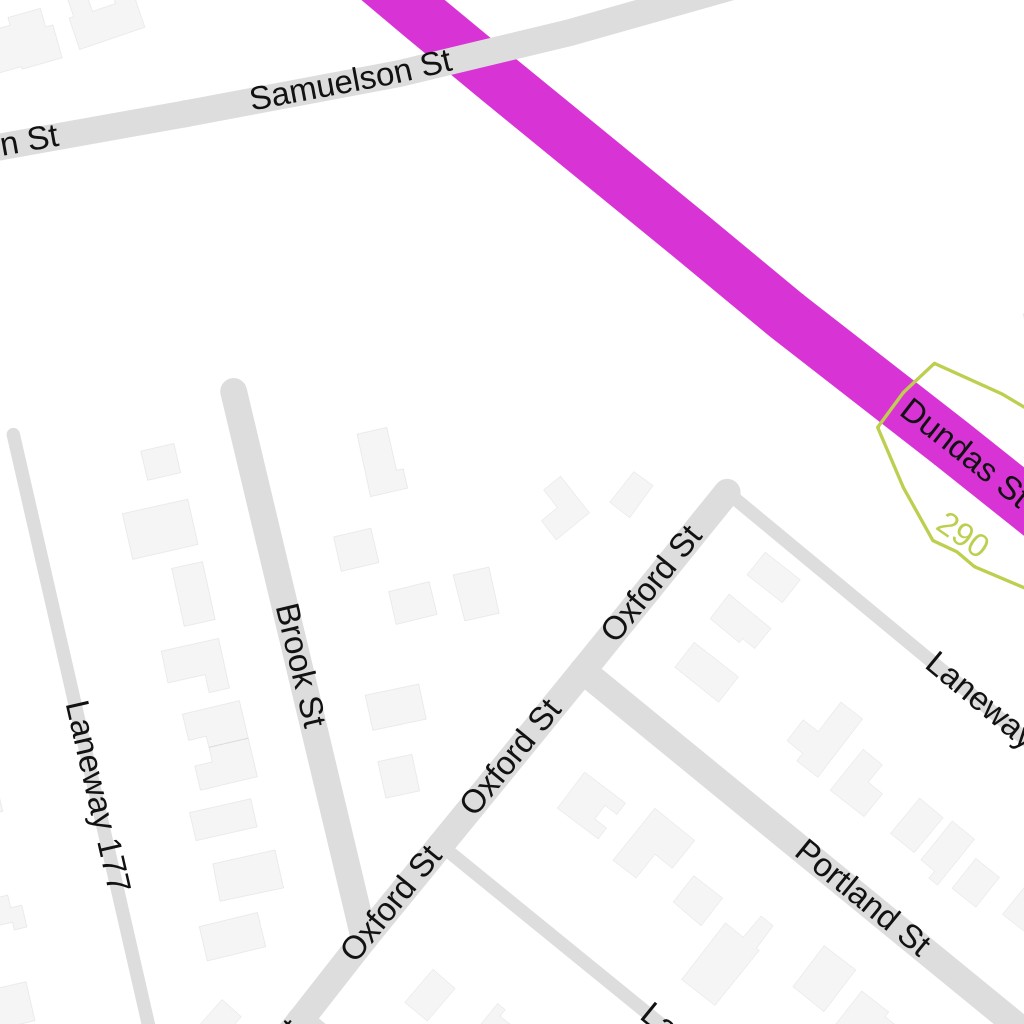 Samuelson St
n St
Dundas St
290
Oxford St
Brook St
Laneway
Laneway 177
Oxford St
Portland St
Oxford St
La